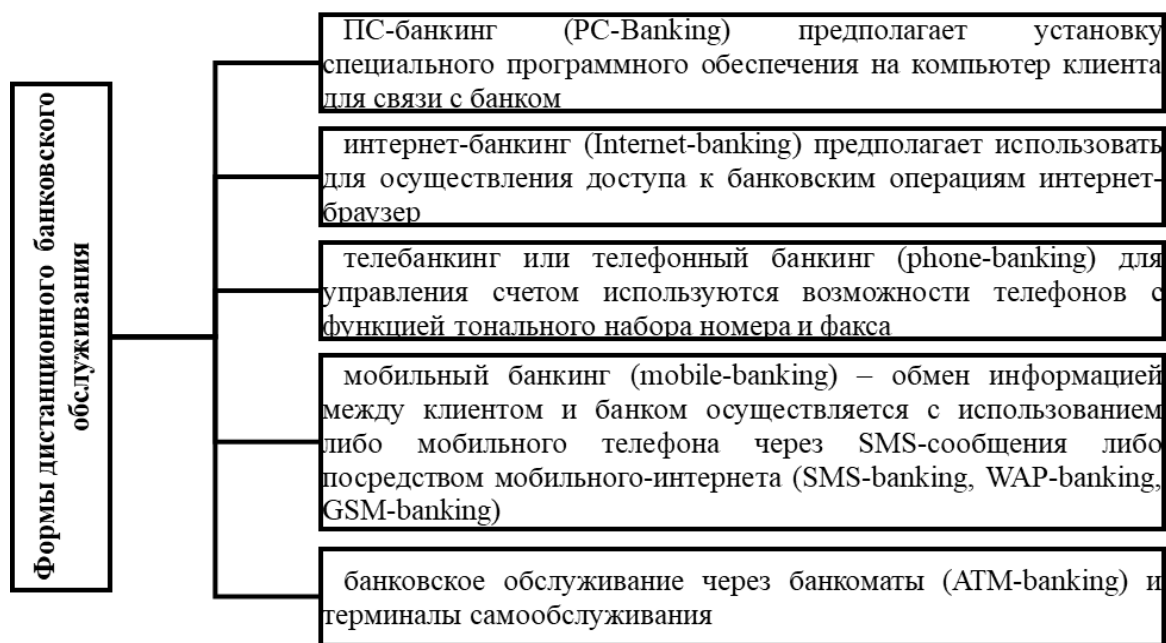 Формы дистанционного банковского
обслуживания
ПС-банкинг (PC-Banking) предполагает установку
специального программного обеспечения на компьютер клиента
для связи с банком
интернет-банкинг (Internet-banking) предполагает использовать
для осуществления доступа к банковским операциям интернет-
браузер
телебанкинг или телефонный банкинг (phone-banking) для
управления счетом используются возможности телефонов с
функцией тонального набора номера и факса
мобильный банкинг (mobile-banking) – обмен информацией
между клиентом и банком осуществляется с использованием
либо мобильного телефона через SMS-сообщения либо
посредством мобильного-интернета (SMS-banking, WAP-banking,
GSM-banking)
банковское обслуживание через банкоматы (ATM-banking) и
терминалы самообслуживания